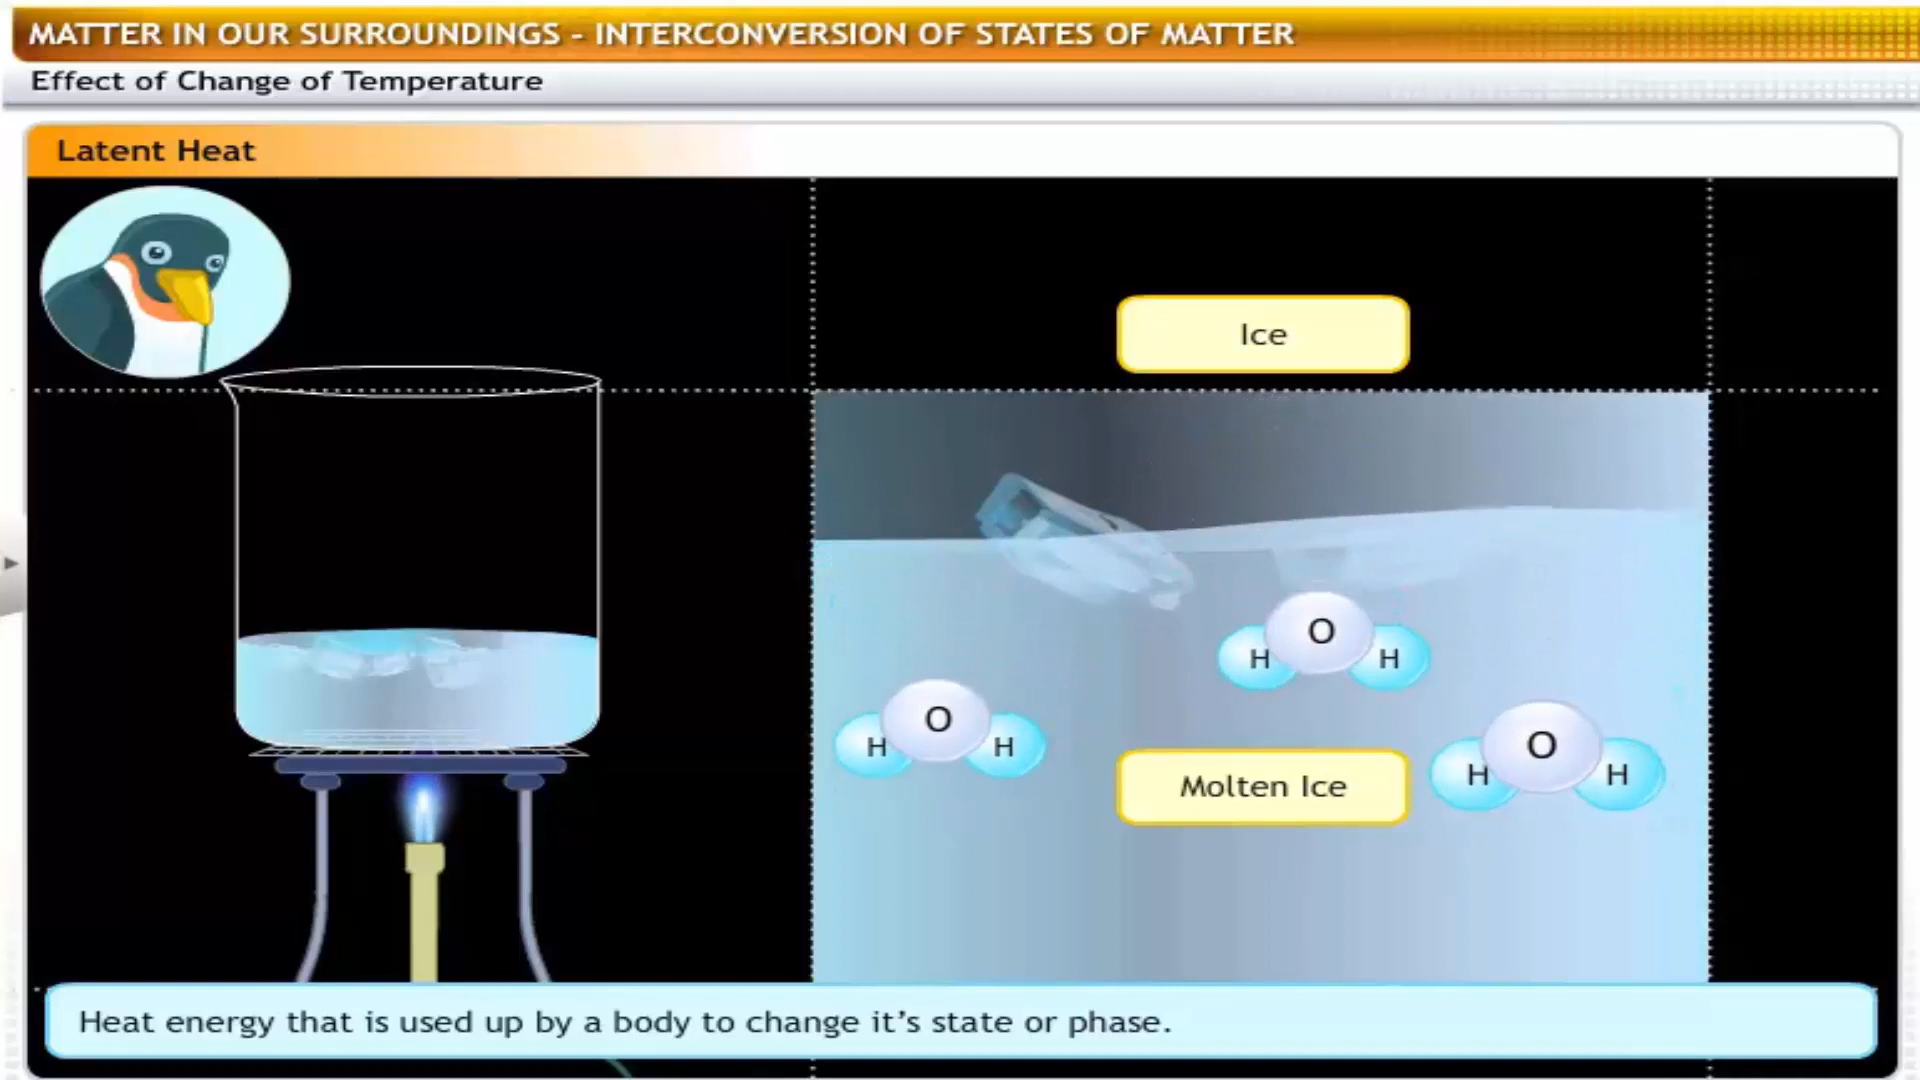 MATTER IN OUR SURROUNDINGS - INTERCONVERSION OF STATES OF MATTER
Effect of Change of Temperature
Latent Heat
Ice
O
H H
O
H H
O
H H
Molten Ice
Heat energy that is used up by a body to change it's state or phase.